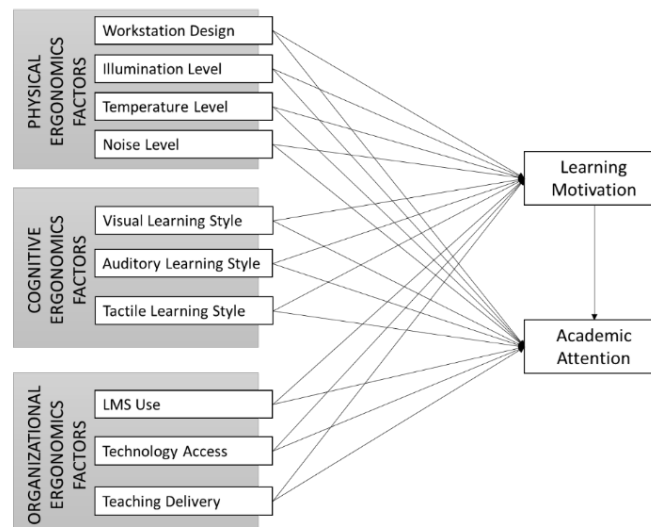 PHYSICAL
ERGONOMICS
FACTORS
Workstation Design
Illumination Level
Temperature Level
Noise Level
COGNITIVE
ERGONOMICS
FACTORS
Visual Learning Style
Auditory Learning Style
Tactile Learning Style
ORGANIZATIONAL
ERGONOMICS
FACTORS
LMS Use
Technology Access
Teaching Delivery
Learning
Motivation
Academic
Attention